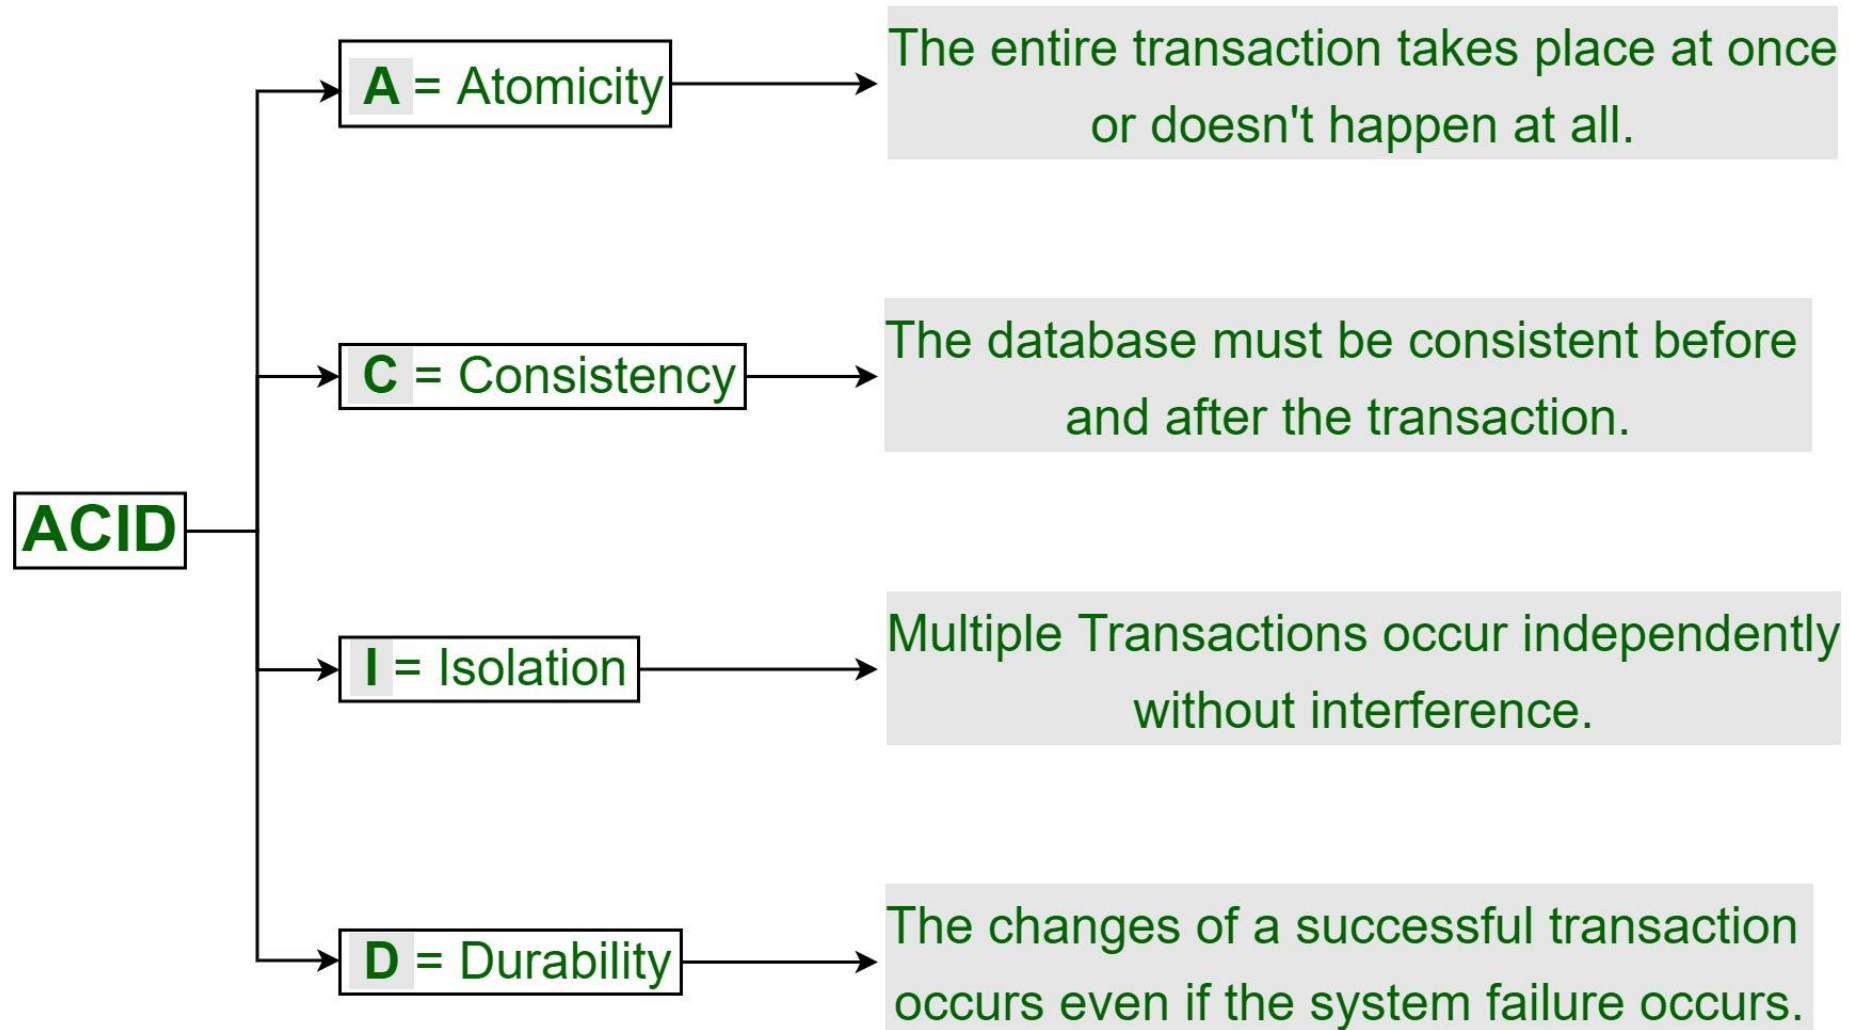 A = Atomicity
The entire transaction takes place at once
or doesn't happen at all.
C = Consistency
The database must be consistent before
and after the transaction.
ACID
I = Isolation
Multiple Transactions occur independently
without interference.
D = Durability
The changes of a successful transaction
occurs even if the system failure occurs.